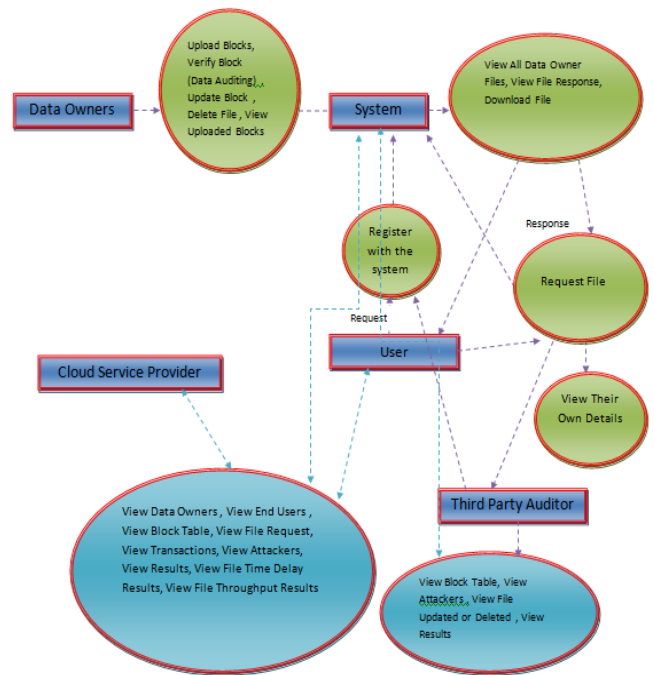 Upload Blocks,
Verify Block
(Data Auditing),
Update Block ,
Delete File , View
Uploaded Blocks
View All Data Owner
Files, View File Response,
Download File
Data Owners
System
Register
with the
system
Response
Request File
Request
User
Cloud Service Provider
View Their
Own Details
Third Party Auditor
View Data Owners , View End Users ,
View Block Table, View File Request,
View Transactions, View Attackers,
View Results, View File Time Delay
Results, View File Throughput Results
View Block Table, View
Attackers , View File
Updated or Deleted , View
Results